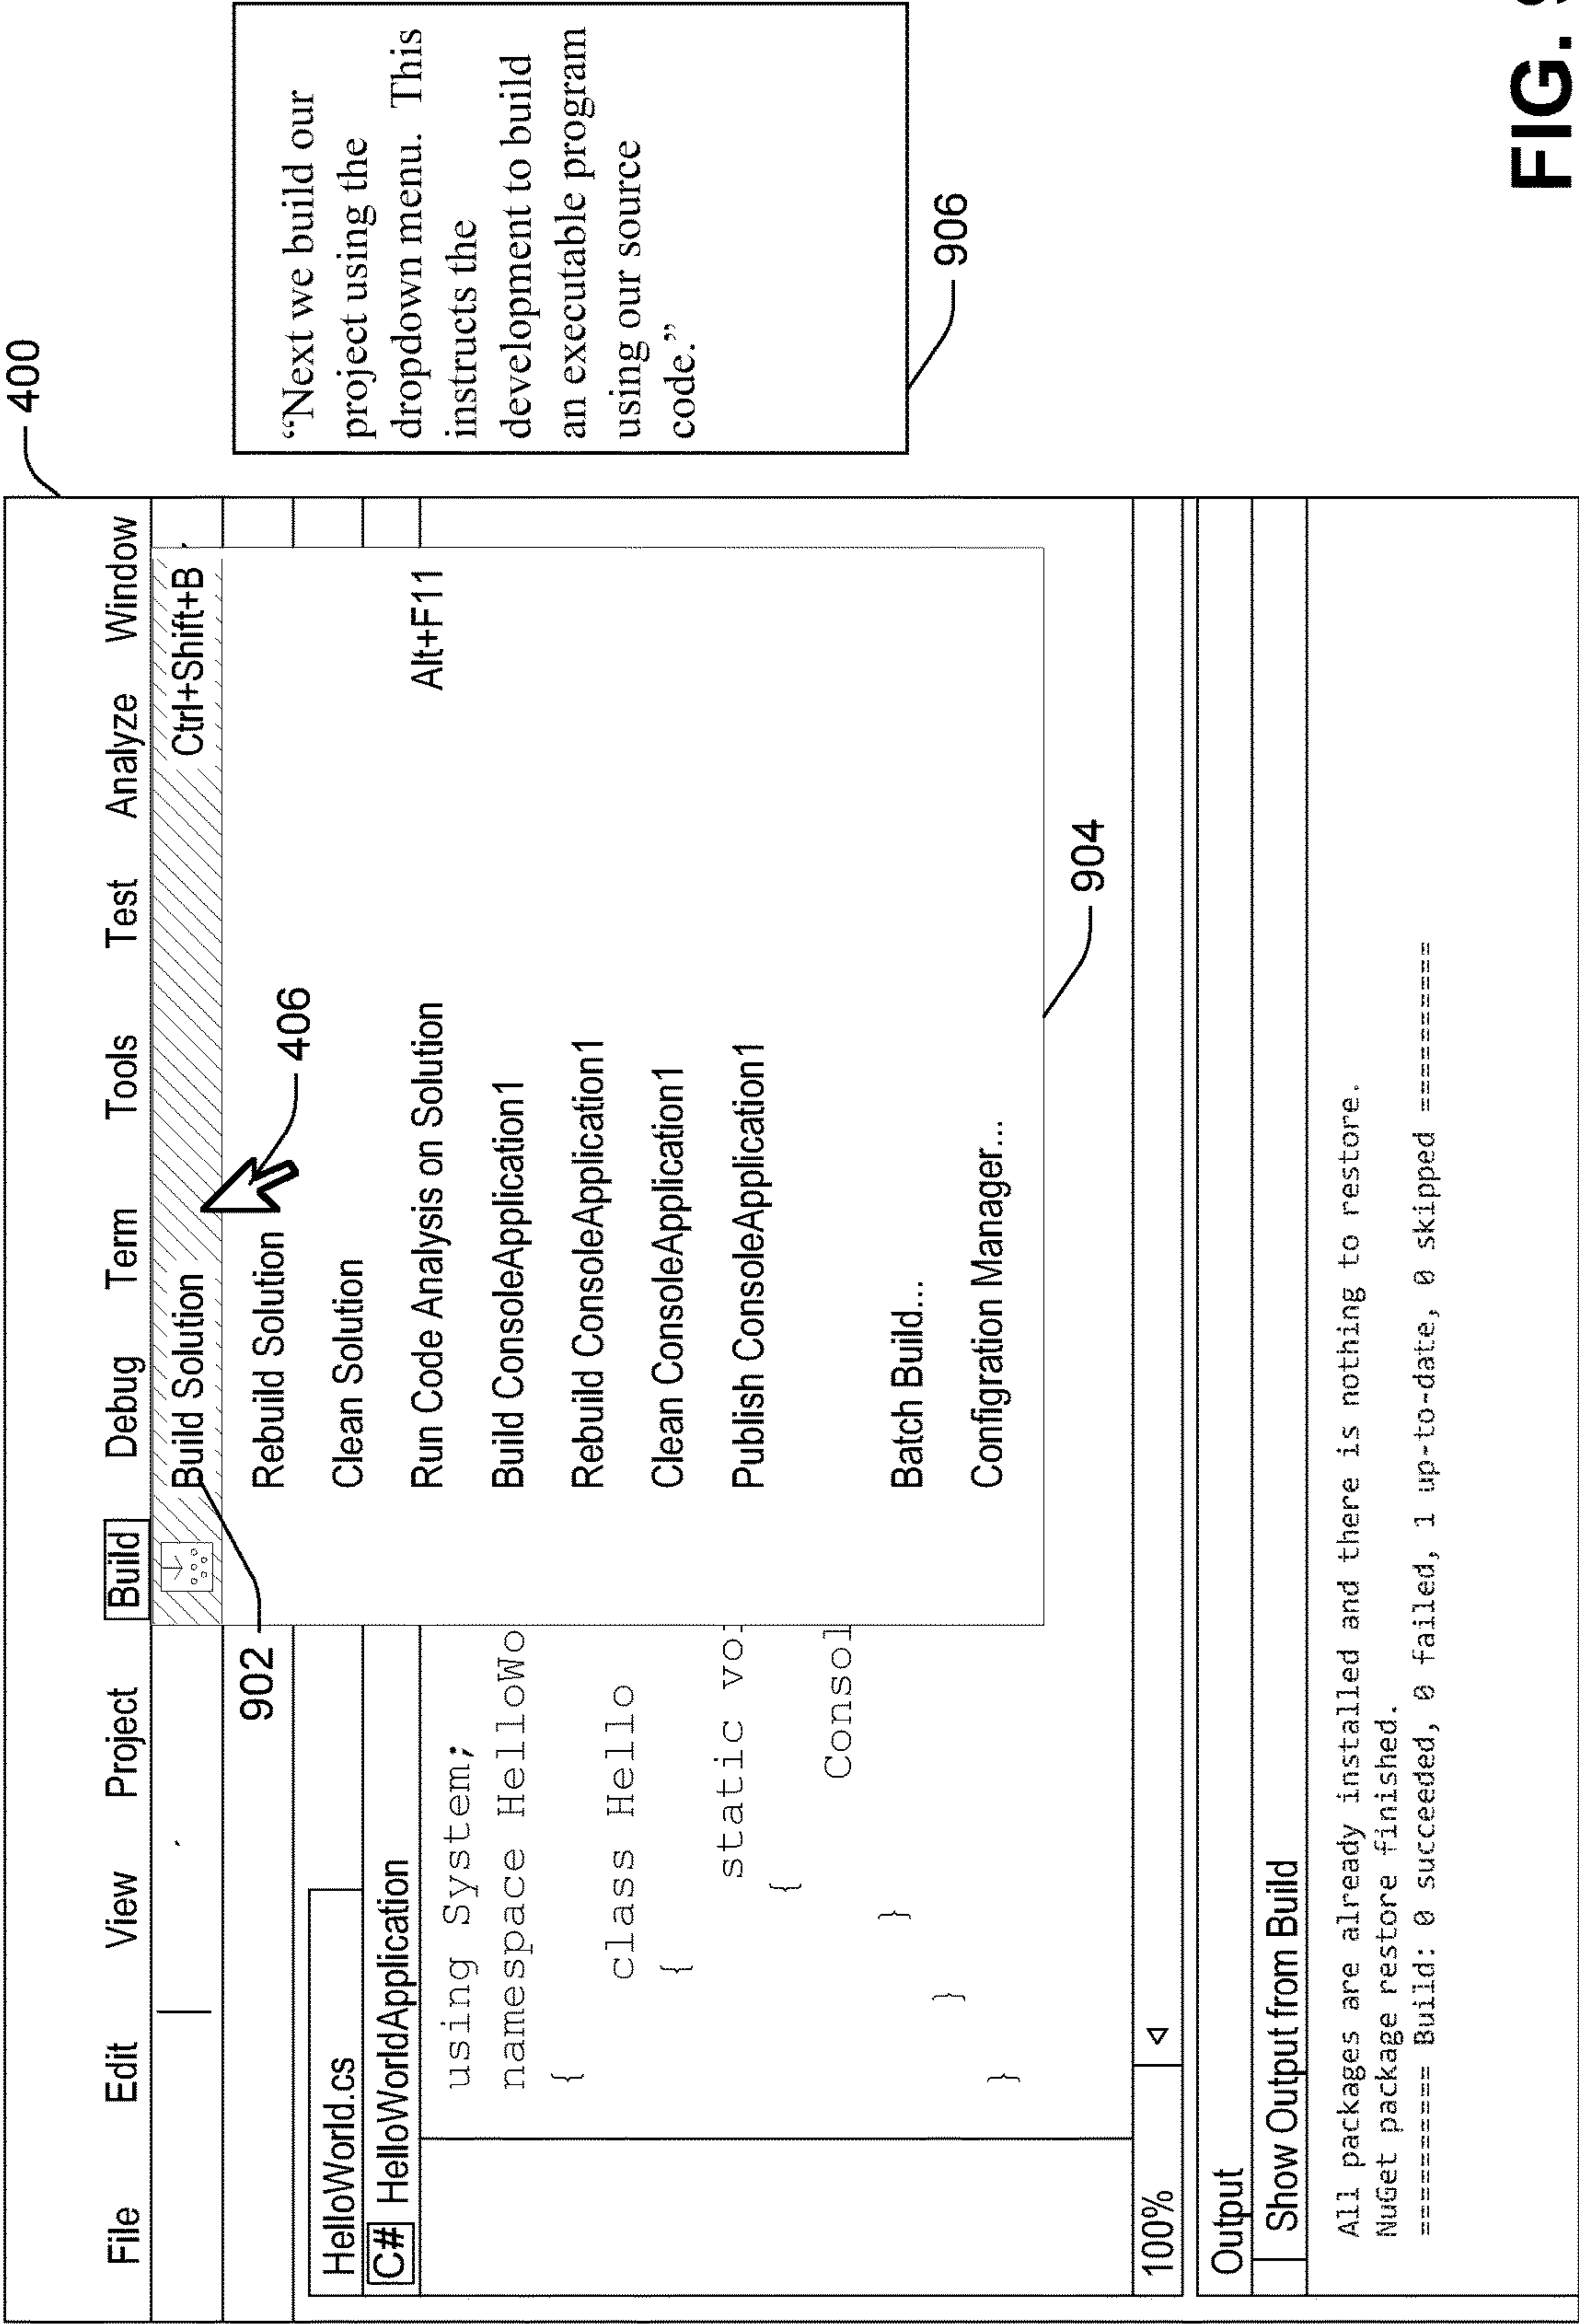 400
File Edit View Project Build Debug Term Tools Test Analyze Window
Build Solution Ctrl+Shift+B
406
902
Rebuild Solution
Clean Solution
Run Code Analysis on Solution Alt+F11
Build ConsoleApplication1
Rebuild ConsoleApplication1
Clean ConsoleApplication1
Publish ConsoleApplication1
Batch Build...
Configration Manager...
904
HelloWorld.cs
C# HelloWorldApplication
using System;
namespace HelloWo
{
class Hello
{
static vo
{
Consol
}
}
}
100%
Output
Show Output from Build
All packages are already installed and there is nothing to restore.
NuGet package restore finished.
========= Build: 0 succeeded, 0 failed, 1 up-to-date, 0 skipped =========
“Next we build our
project using the
dropdown menu. This
instructs the
development to build
an executable program
using our source
code.”
906
FIG.